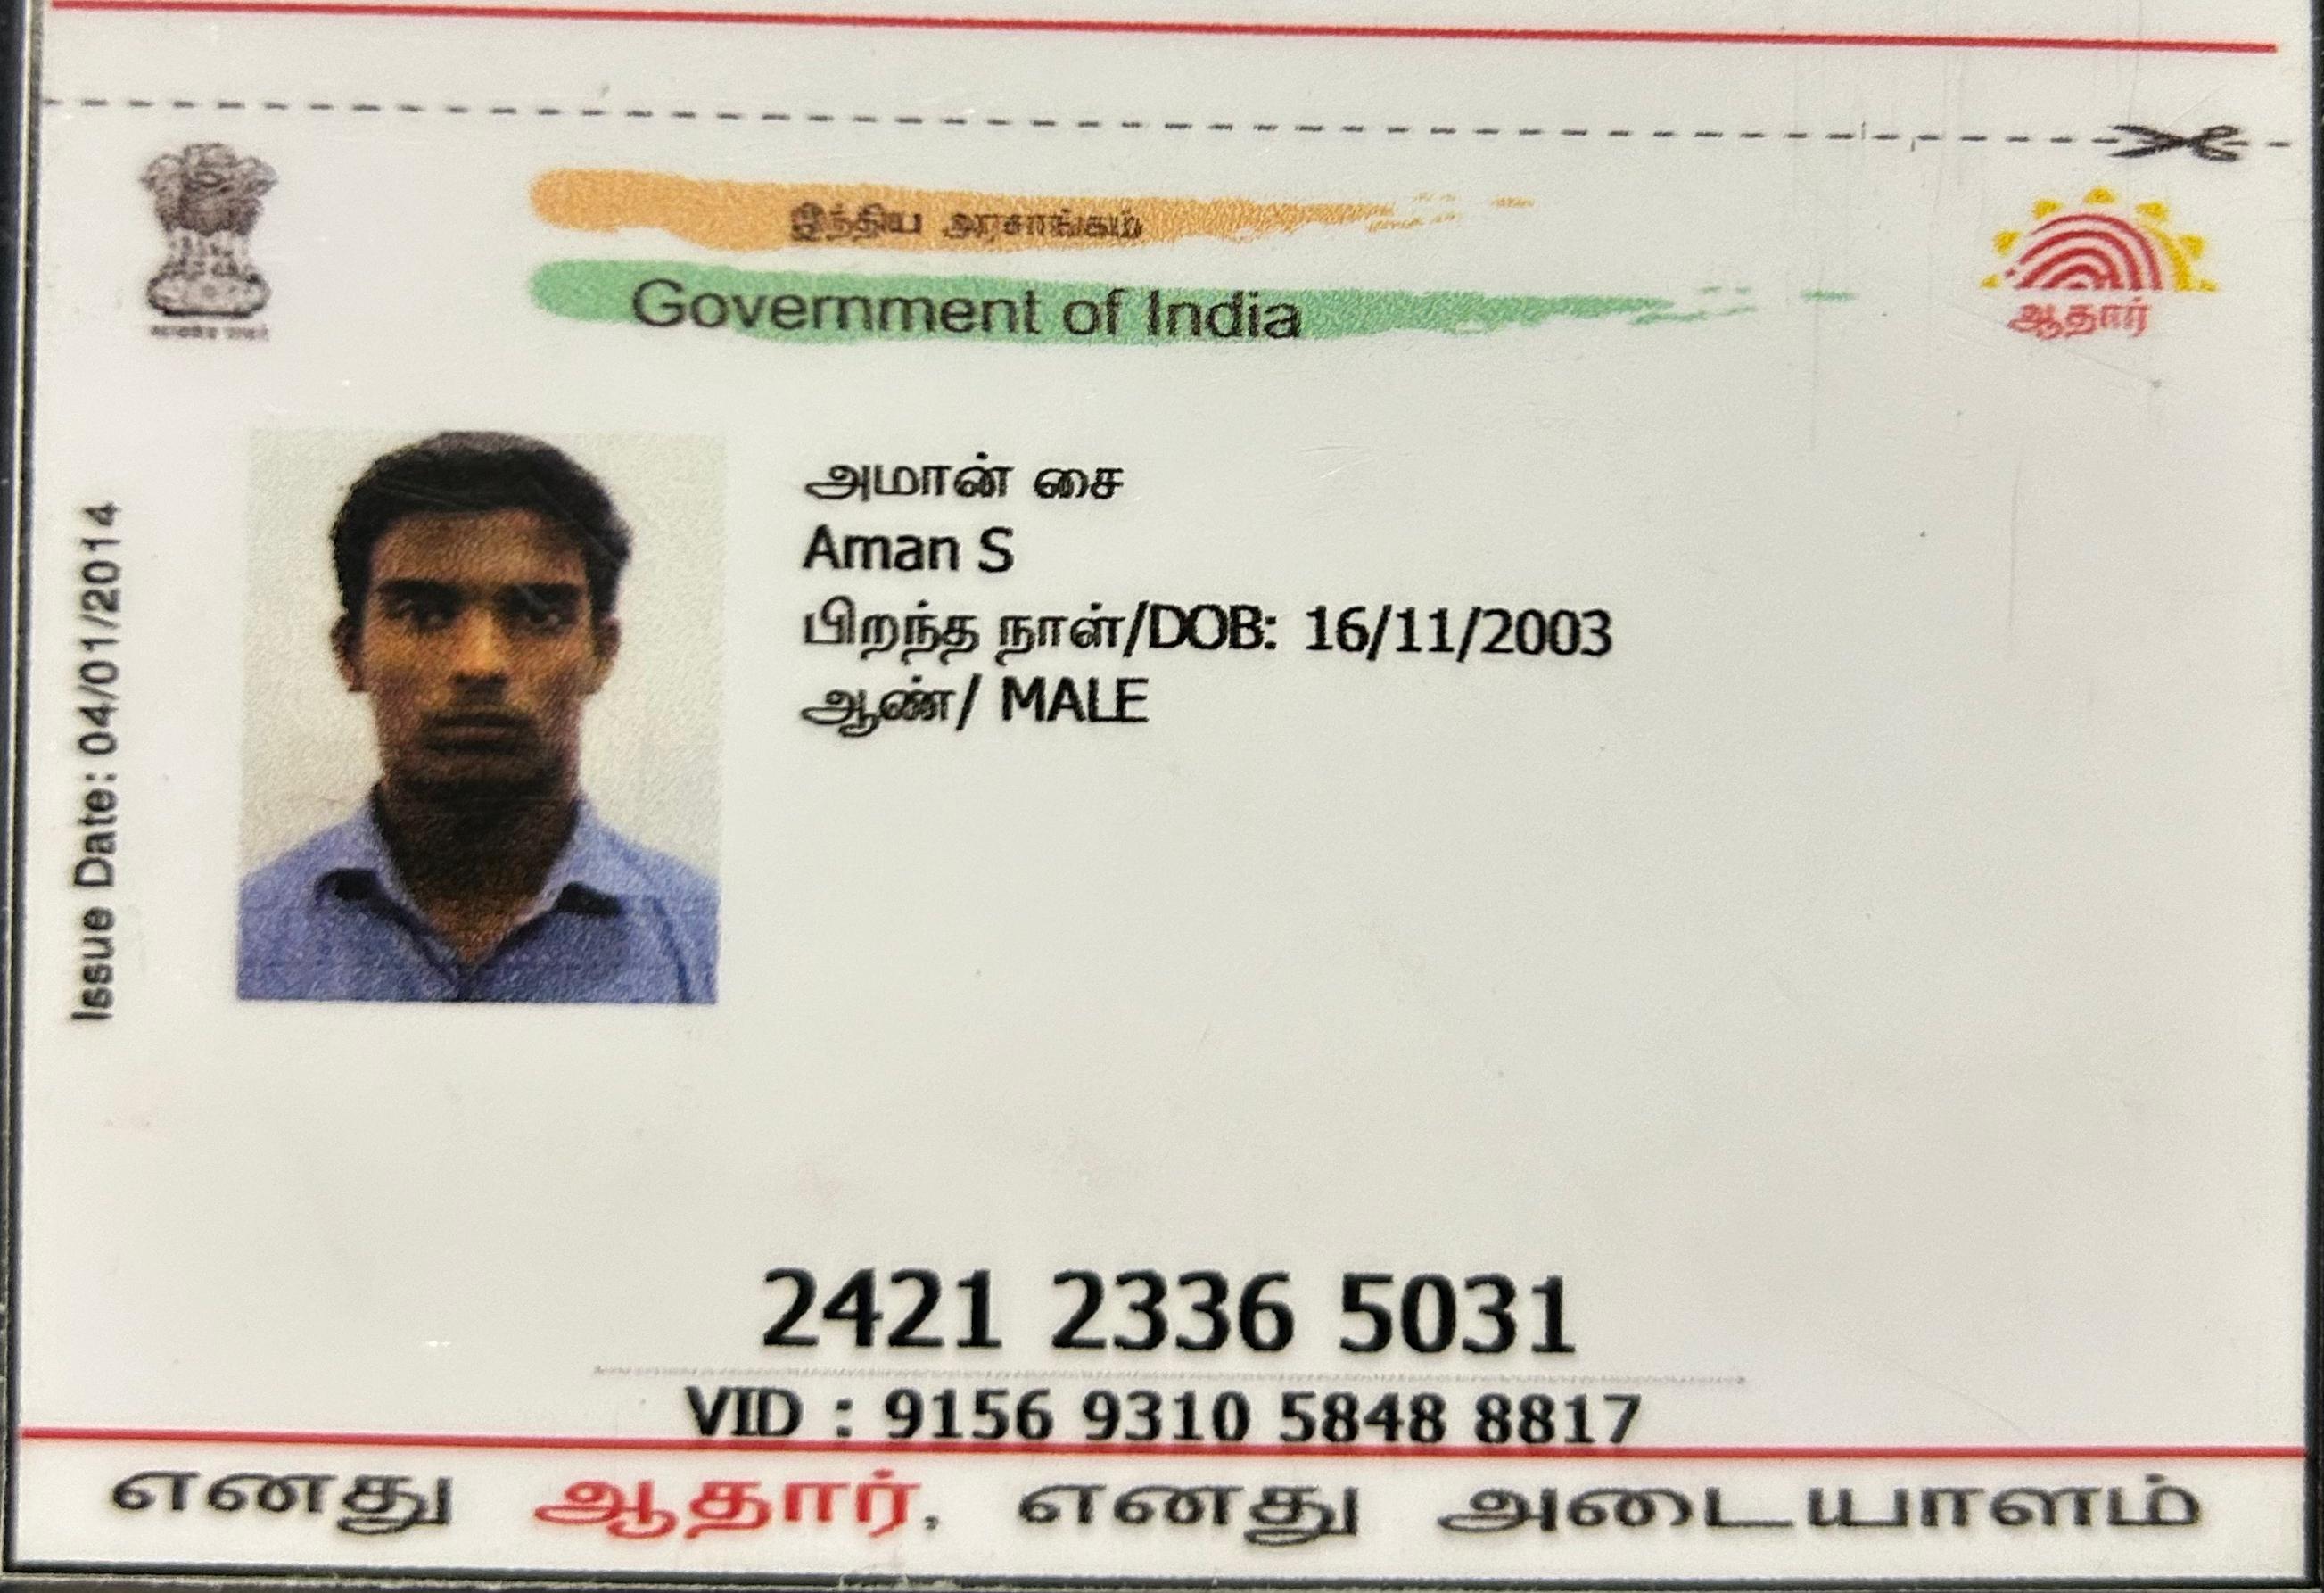 இந்திய அரசாங்கம்
Government of India
ஆதார்
Issue Date: 04/01/2014
அமான் சை
Aman S
பிறந்த நாள்/DOB: 16/11/2003
ஆண்/ MALE
2421 2336 5031
VID : 9156 9310 5848 8817
எனது ஆதார், எனது அடையாளம்